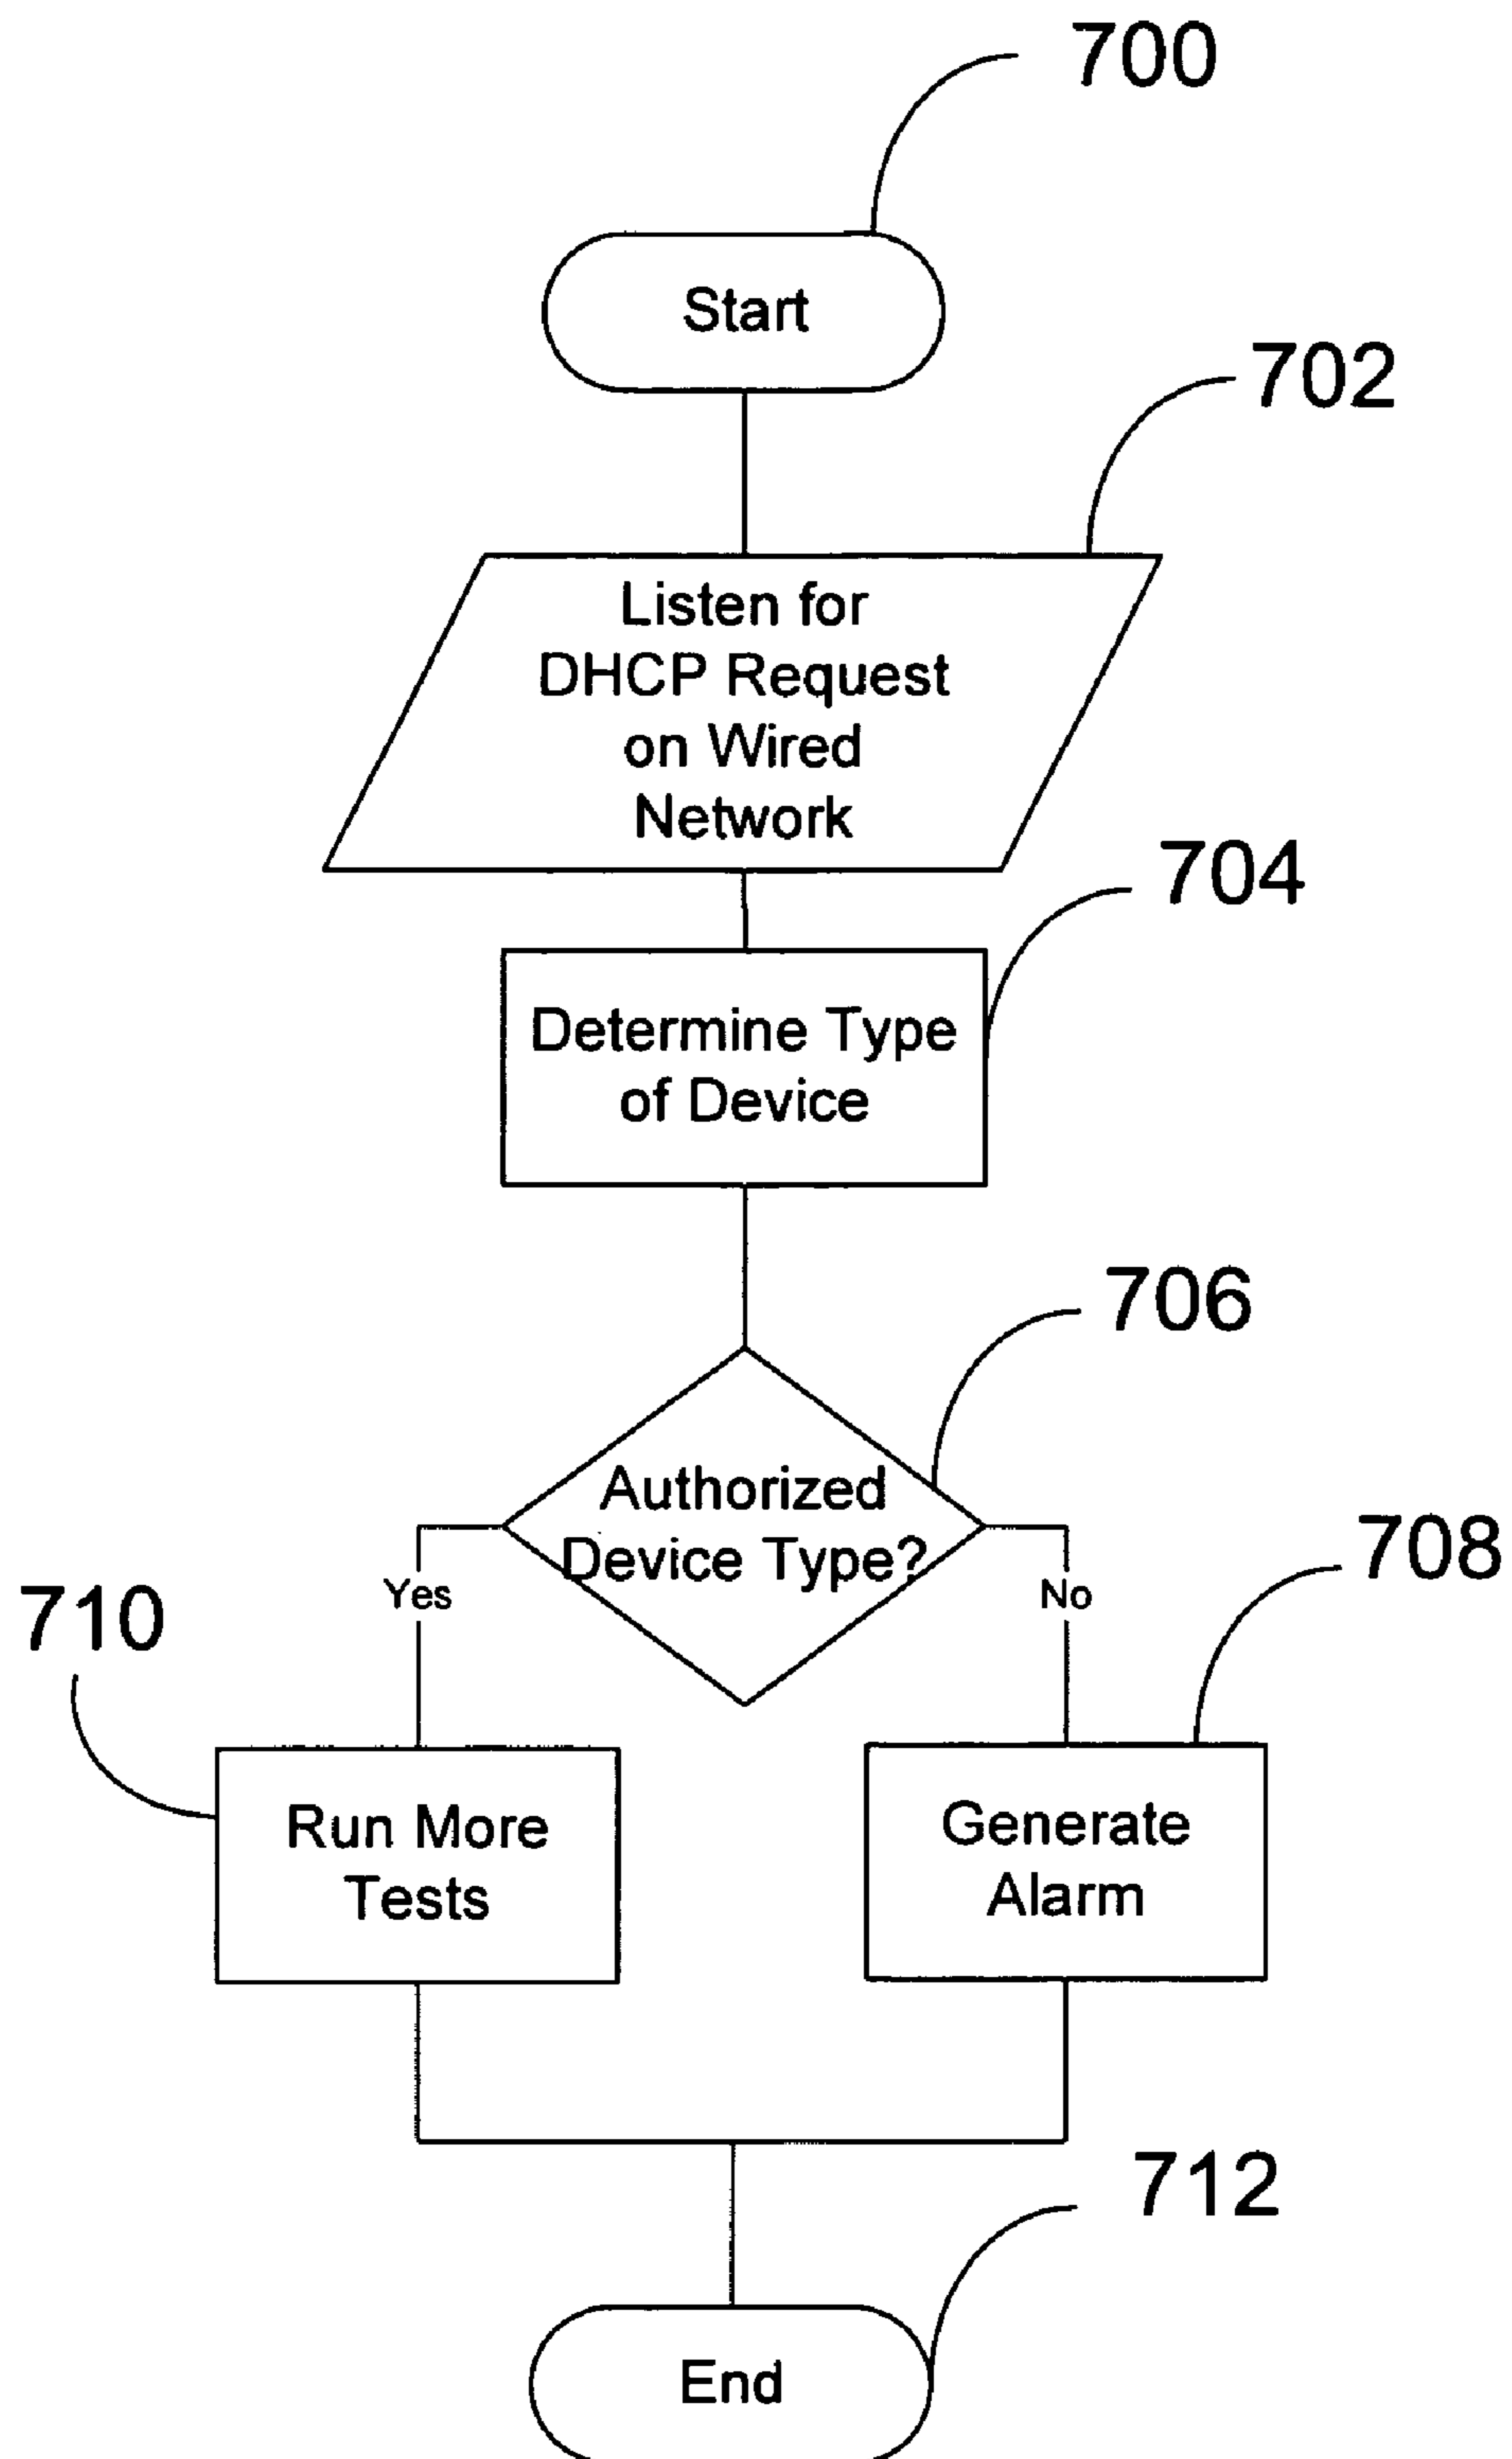 700
Start
702
Listen for
DHCP Request
on Wired
Network
704
Determine Type
of Device
706
Authorized
Device Type?
708
Yes
No
710
Run More
Tests
Generate
Alarm
712
End